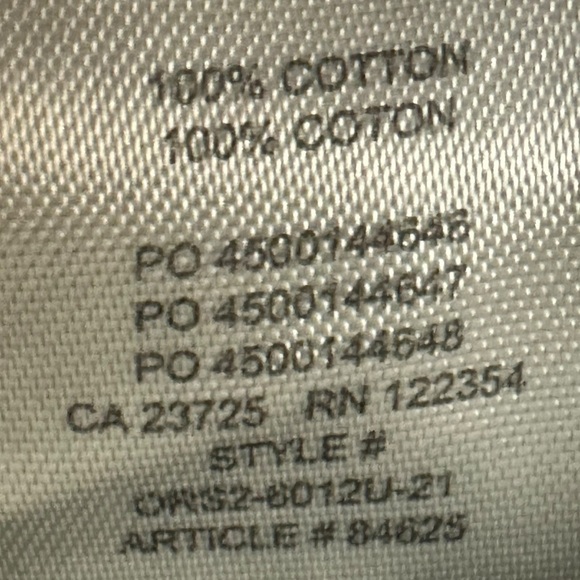 100% COTTON
100% COTON
PO 4500144646
PO 4500144647
PO 4500144648
CA 23725 RN 122354
STYLE #
ORS2-6012U-21
ARTICLE # 84625